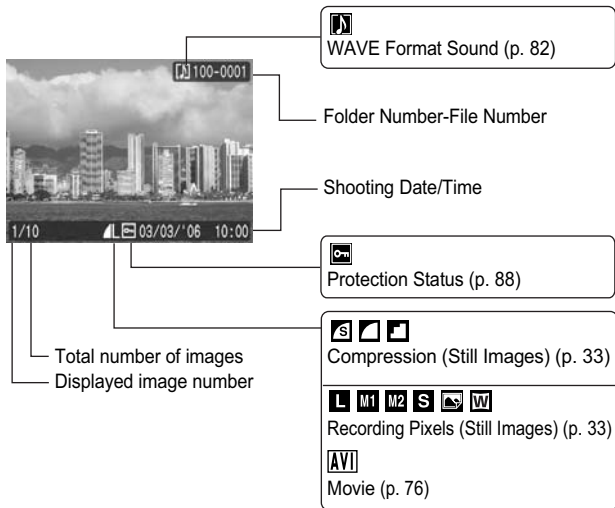 WAVE Format Sound (p. 82)
100-0001
Folder Number-File Number
Shooting Date/Time
1/10 L 03/03/'06 10:00
Protection Status (p. 88)
S
Compression (Still Images) (p. 33)
Total number of images
Displayed image number
L M1 M2 S W
Recording Pixels (Still Images) (p. 33)
AVI
Movie (p. 76)